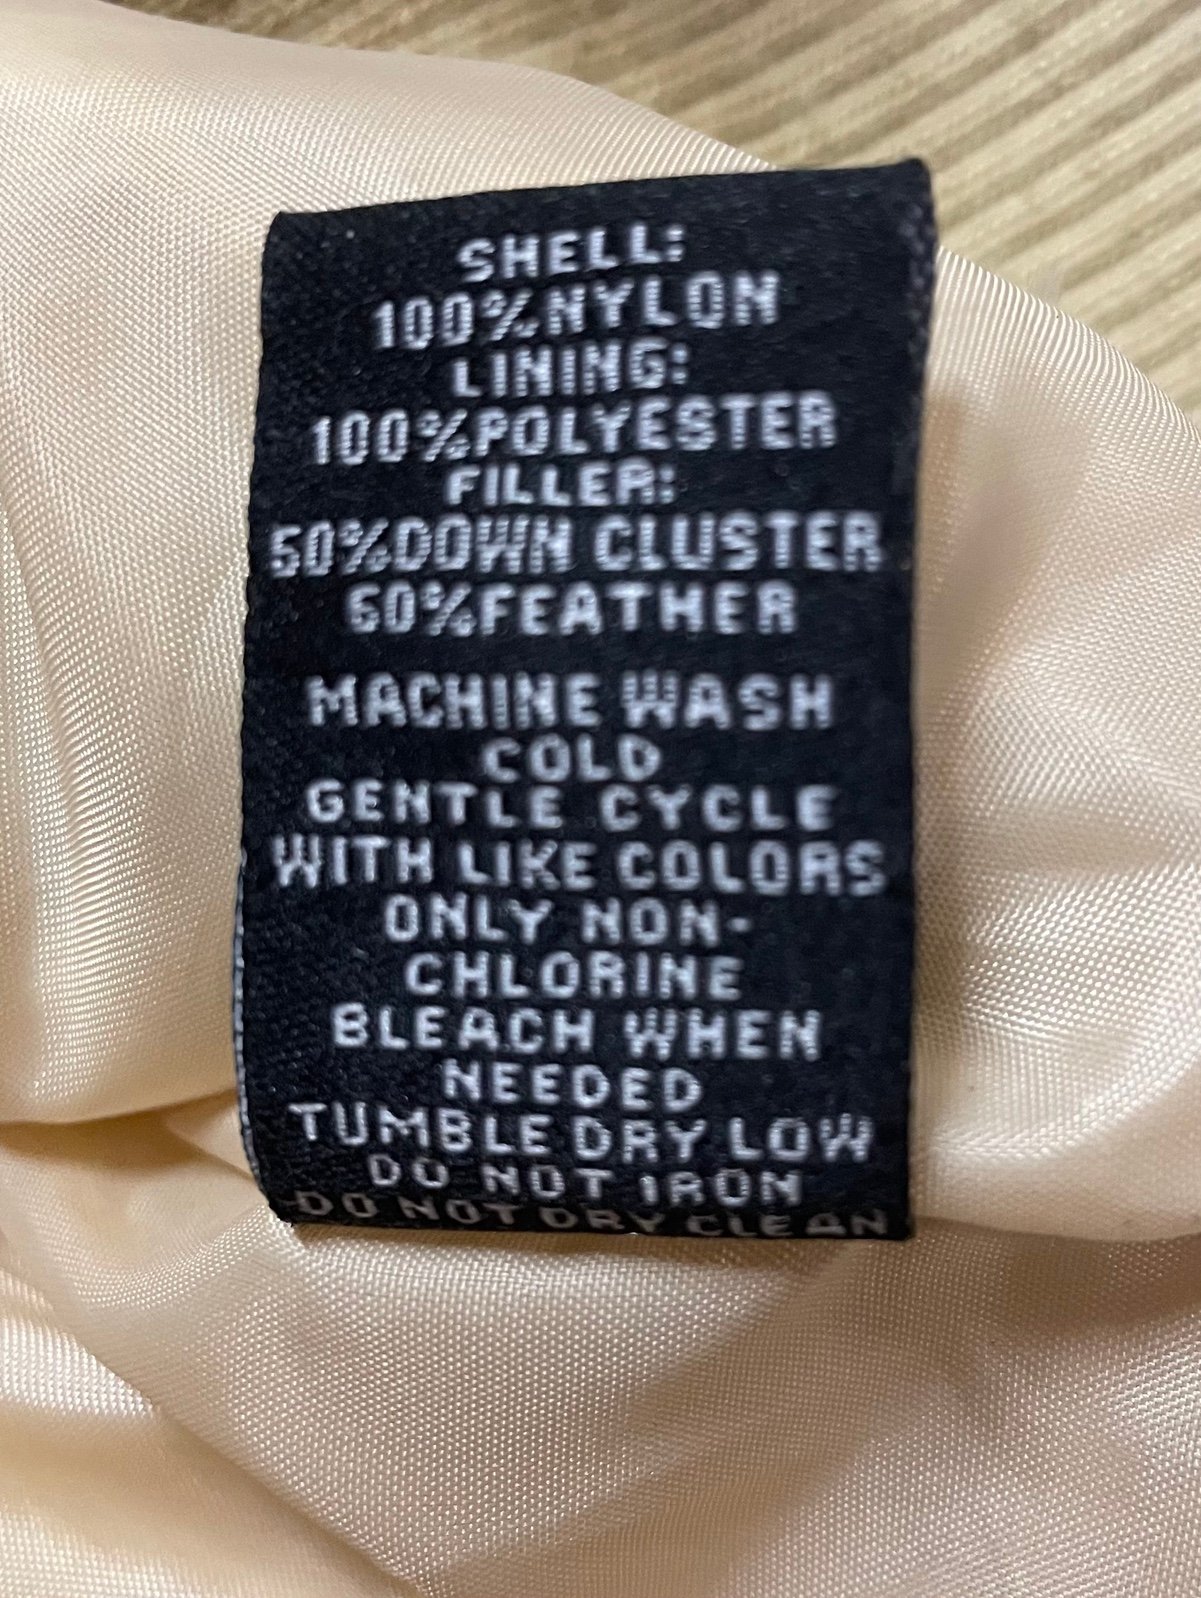 SHELL:
100%NYLON
LINING:
100%POLYESTER
FILLER:
50%DOWN CLUSTER
50%FEATHER
MACHINE WASH
COLD
GENTLE CYCLE
WITH LIKE COLORS
ONLY NON-
CHLORINE
BLEACH WHEN
NEEDED
TUMBLE DRY LOW
DO NOT IRON
DO NOT DRY CLEAN